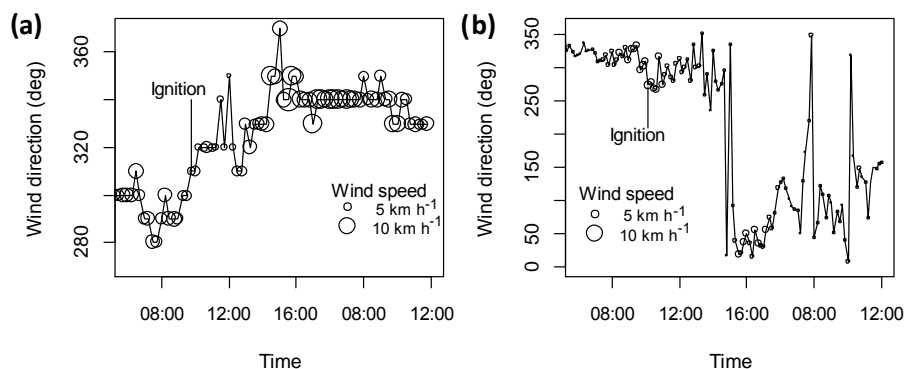 (a)
Wind direction (deg)
360
320
280
Ignition
Wind speed
5 km h⁻¹
10 km h⁻¹
08:00 12:00 16:00 08:00 12:00
Time
(b)
Wind direction (deg)
350
250
150
50
0
Ignition
Wind speed
5 km h⁻¹
10 km h⁻¹
08:00 12:00 16:00 08:00 12:00
Time